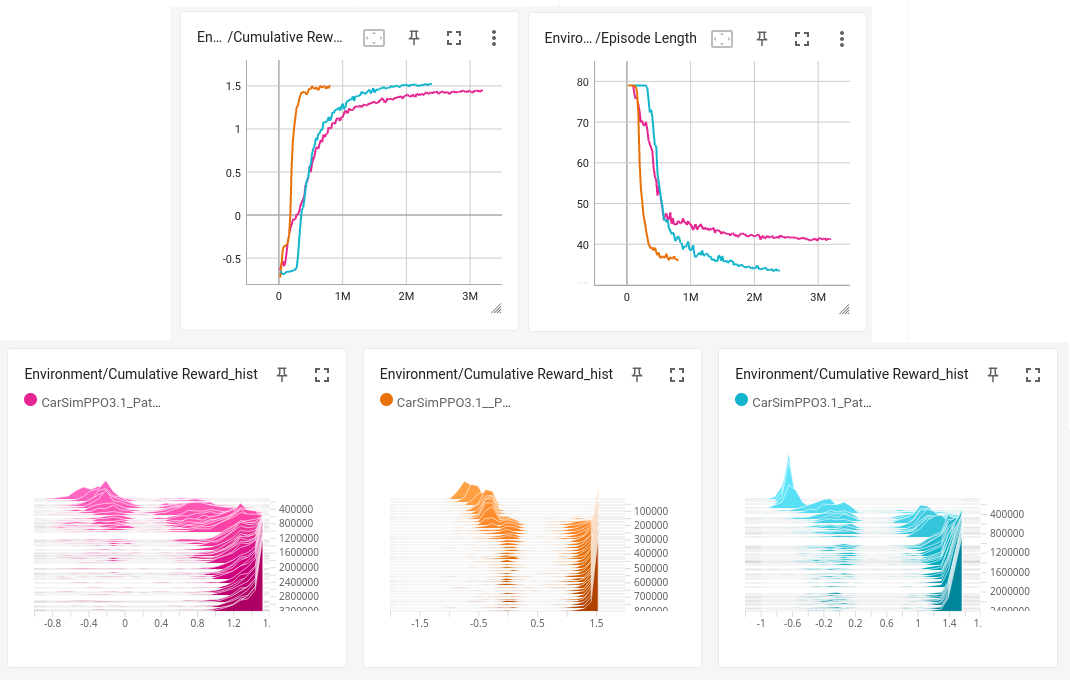 En… /Cumulative Rew…
Enviro… /Episode Length
1.5
1
0.5
0
-0.5
0 1M 2M 3M
80
70
60
50
40
0 1M 2M 3M
Environment/Cumulative Reward_hist
CarSimPPO3.1_Pat…
400000
800000
1200000
1600000
2000000
2400000
2800000
3200000
-0.8 -0.4 0 0.4 0.8 1.2 1.
Environment/Cumulative Reward_hist
CarSimPPO3.1__P…
100000
200000
300000
400000
500000
600000
700000
800000
-1.5 -0.5 0.5 1.5
Environment/Cumulative Reward_hist
CarSimPPO3.1_Pat…
400000
800000
1200000
1600000
2000000
2400000
-1 -0.6 -0.2 0.2 0.6 1 1.4 1.